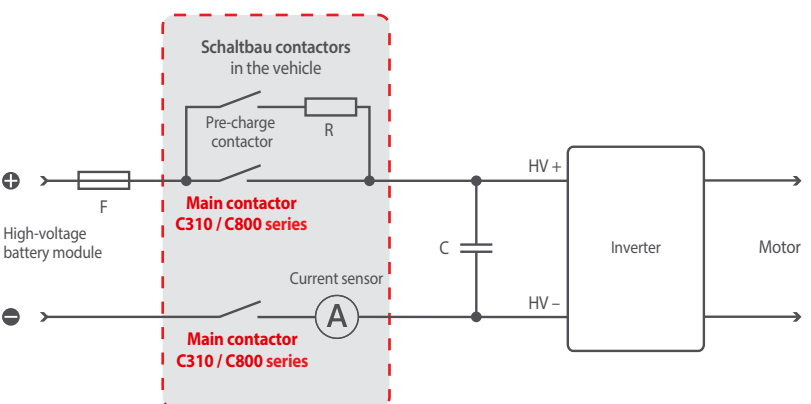 Schaltbau contactors
in the vehicle
Pre-charge
contactor
R
HV +
F
Main contactor
C310 / C800 series
High-voltage
battery module
C
Inverter
Motor
Current sensor
A
HV –
Main contactor
C310 / C800 series